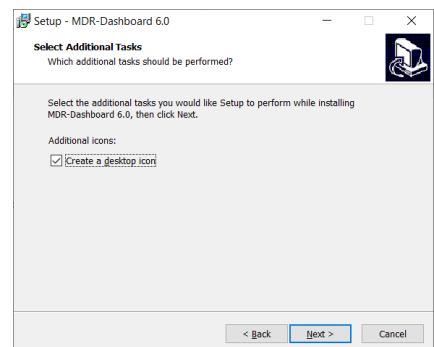 Setup - MDR-Dashboard 6.0
Select Additional Tasks
Which additional tasks should be performed?
Select the additional tasks you would like Setup to perform while installing
MDR-Dashboard 6.0, then click Next.
Additional icons:
Create a desktop icon
< Back Next > Cancel